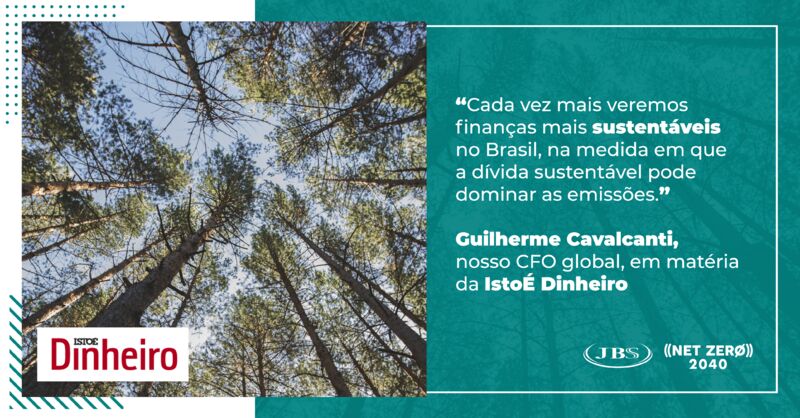 ISTOÉ
Dinheiro
“Cada vez mais veremos
finanças mais sustentáveis
no Brasil, na medida em que
a dívida sustentável pode
dominar as emissões.”
Guilherme Cavalcanti,
nosso CFO global, em matéria
da IstoÉ Dinheiro
JBS
((NET ZERØ))
2040